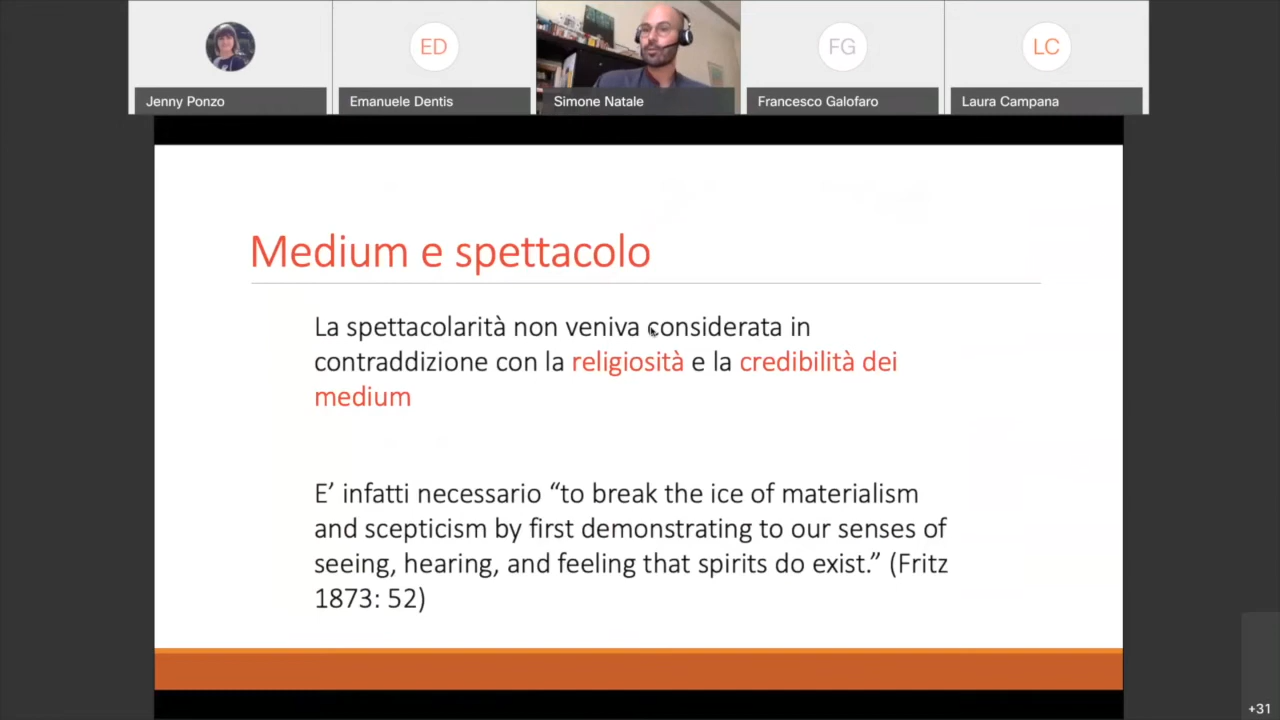 ED
FG
LC
Jenny Ponzo
Emanuele Dentis
Simone Natale
Francesco Galofaro
Laura Campana
Medium e spettacolo
La spettacolarità non veniva considerata in
contraddizione con la religiosità e la credibilità dei
medium
E’ infatti necessario “to break the ice of materialism
and scepticism by first demonstrating to our senses of
seeing, hearing, and feeling that spirits do exist.” (Fritz
1873: 52)
+31